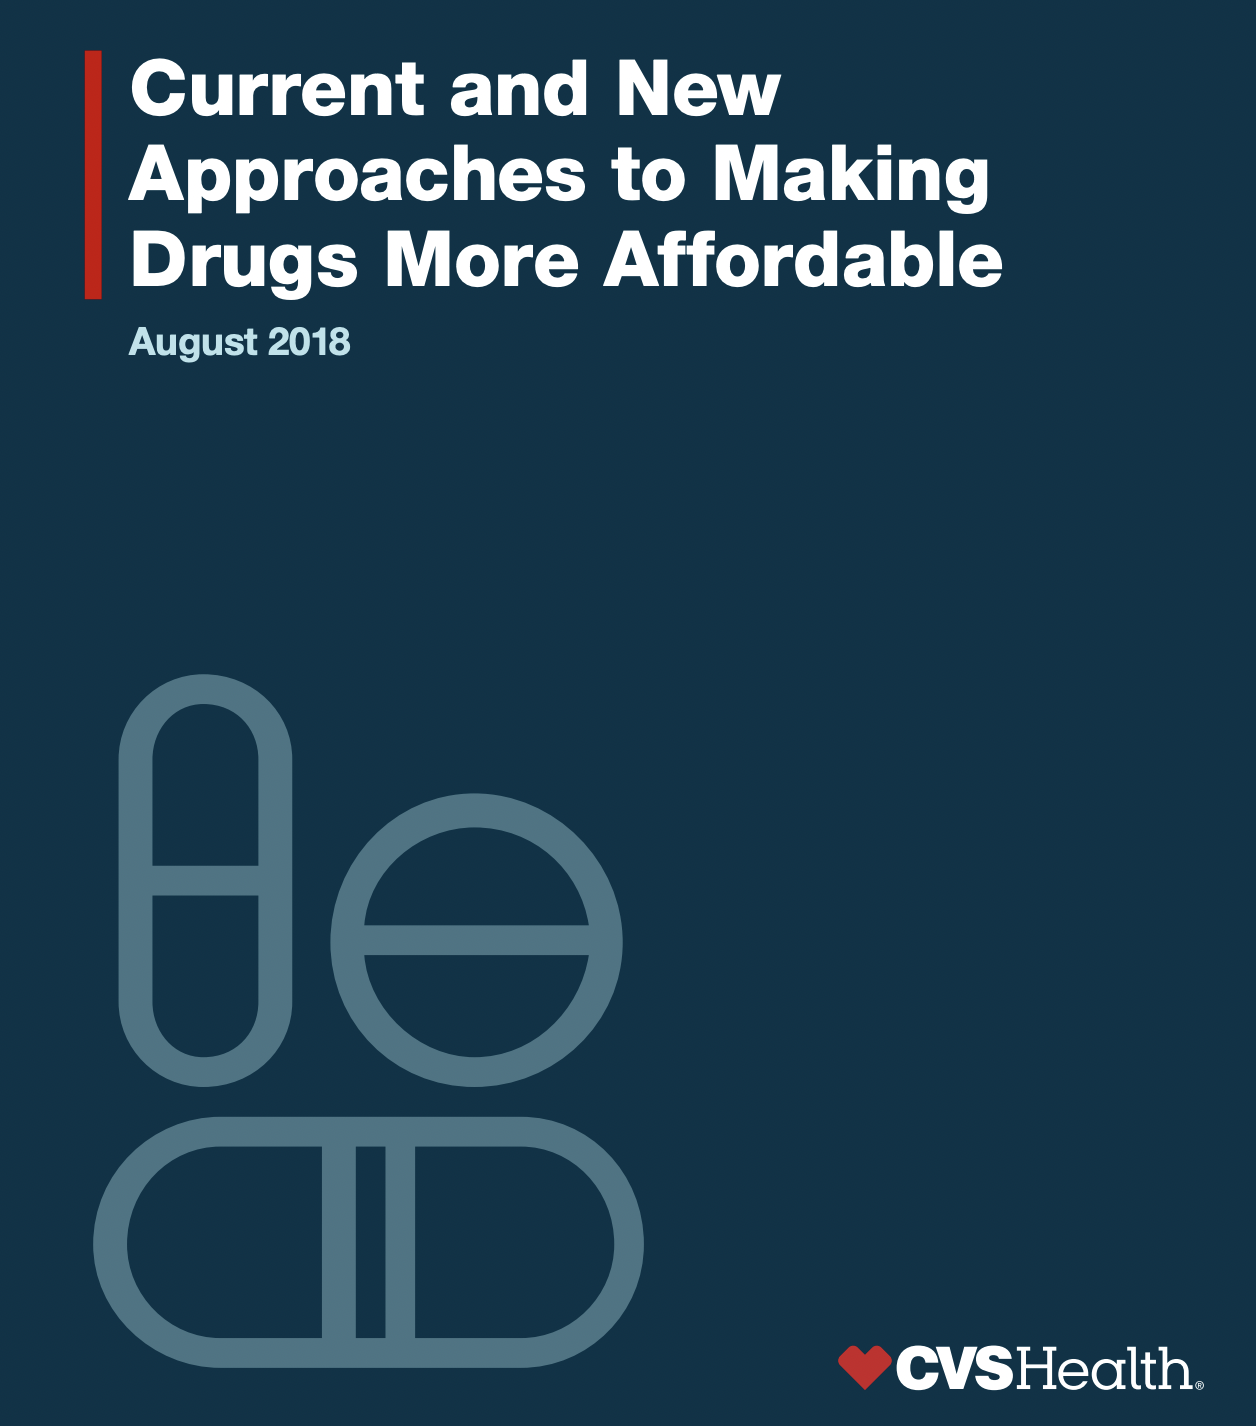 Current and New
Approaches to Making
Drugs More Affordable
August 2018
CVSHealth®